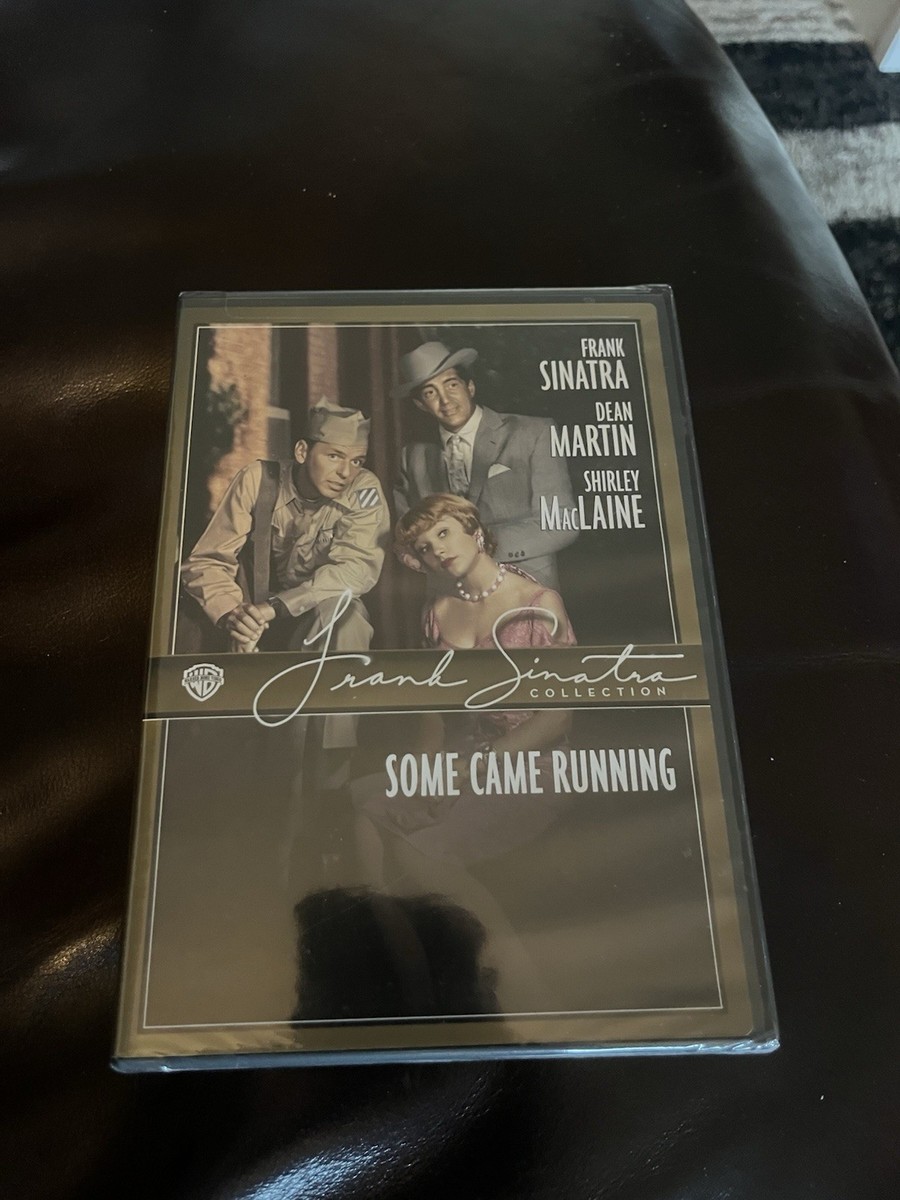 FRANK
SINATRA
DEAN
MARTIN
SHIRLEY
MacLAINE
Frank Sinatra
COLLECTION
SOME CAME RUNNING